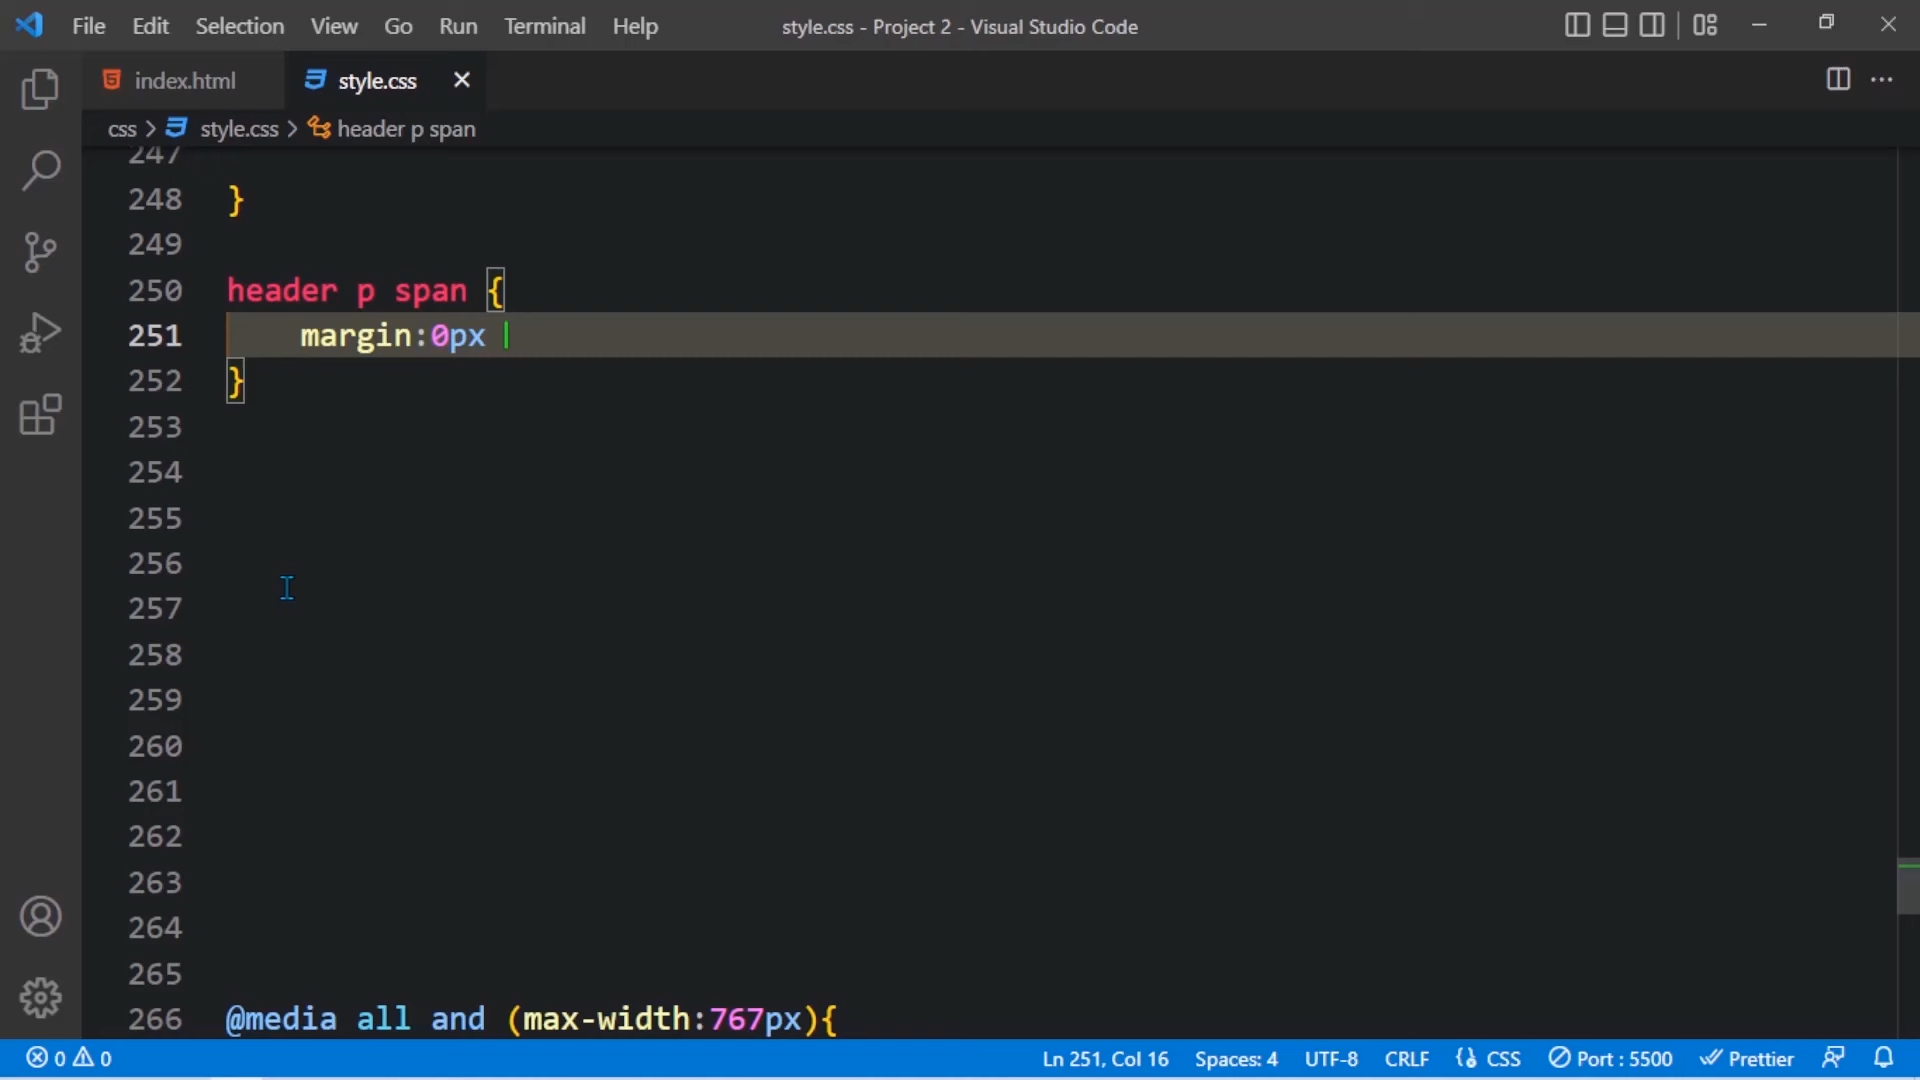 File Edit Selection View Go Run Terminal Help style.css - Project 2 - Visual Studio Code
index.html style.css
css > style.css > header p span
247
248 }
249
250 header p span {
251 margin:0px
252 }
253
254
255
256
257
258
259
260
261
262
263
264
265
266 @media all and (max-width:767px){
0 0 Ln 251, Col 16 Spaces: 4 UTF-8 CRLF CSS Port : 5500 Prettier